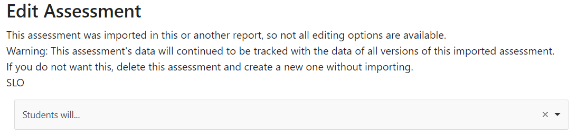 Edit Assessment
This assessment was imported in this or another report, so not all editing options are available.
Warning: This assessment's data will continued to be tracked with the data of all versions of this imported assessment.
If you do not want this, delete this assessment and create a new one without importing.
SLO
Students will...